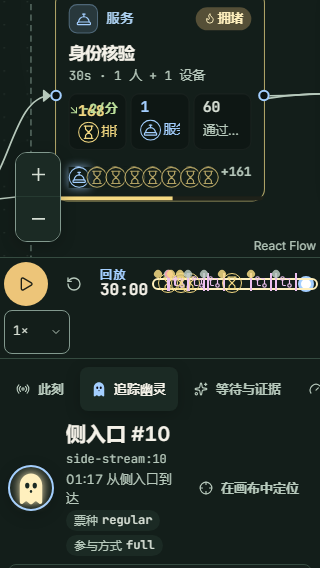 服务
拥堵
身份核验
30s · 1 人 + 1 设备
168
1
60
排
服
通过…
+161
React Flow
回放
30:00
1×
此刻
追踪幽灵
等待与证据
侧入口 #10
side-stream:10
01:17 从侧入口到
达
在画布中定位
票种 regular
参与方式 full